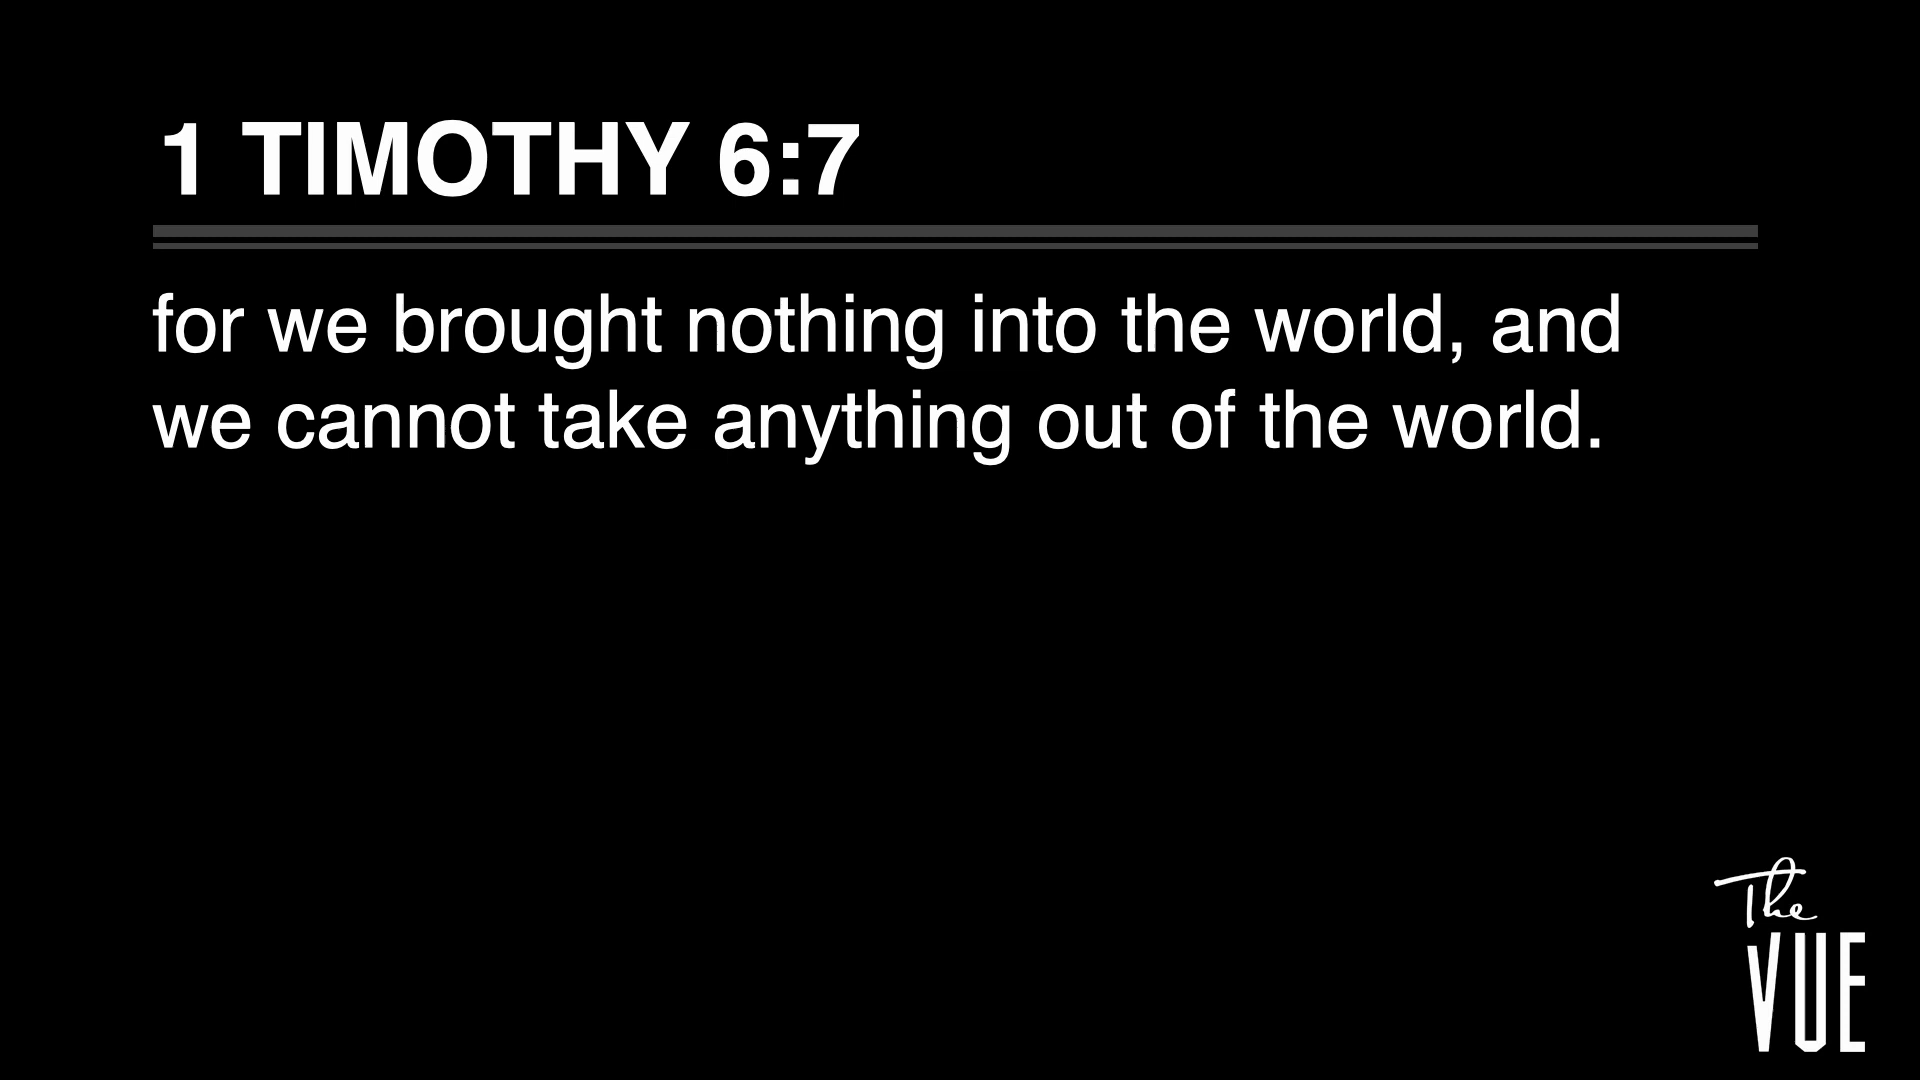 1 TIMOTHY 6:7
for we brought nothing into the world, and
we cannot take anything out of the world.
The
VUE